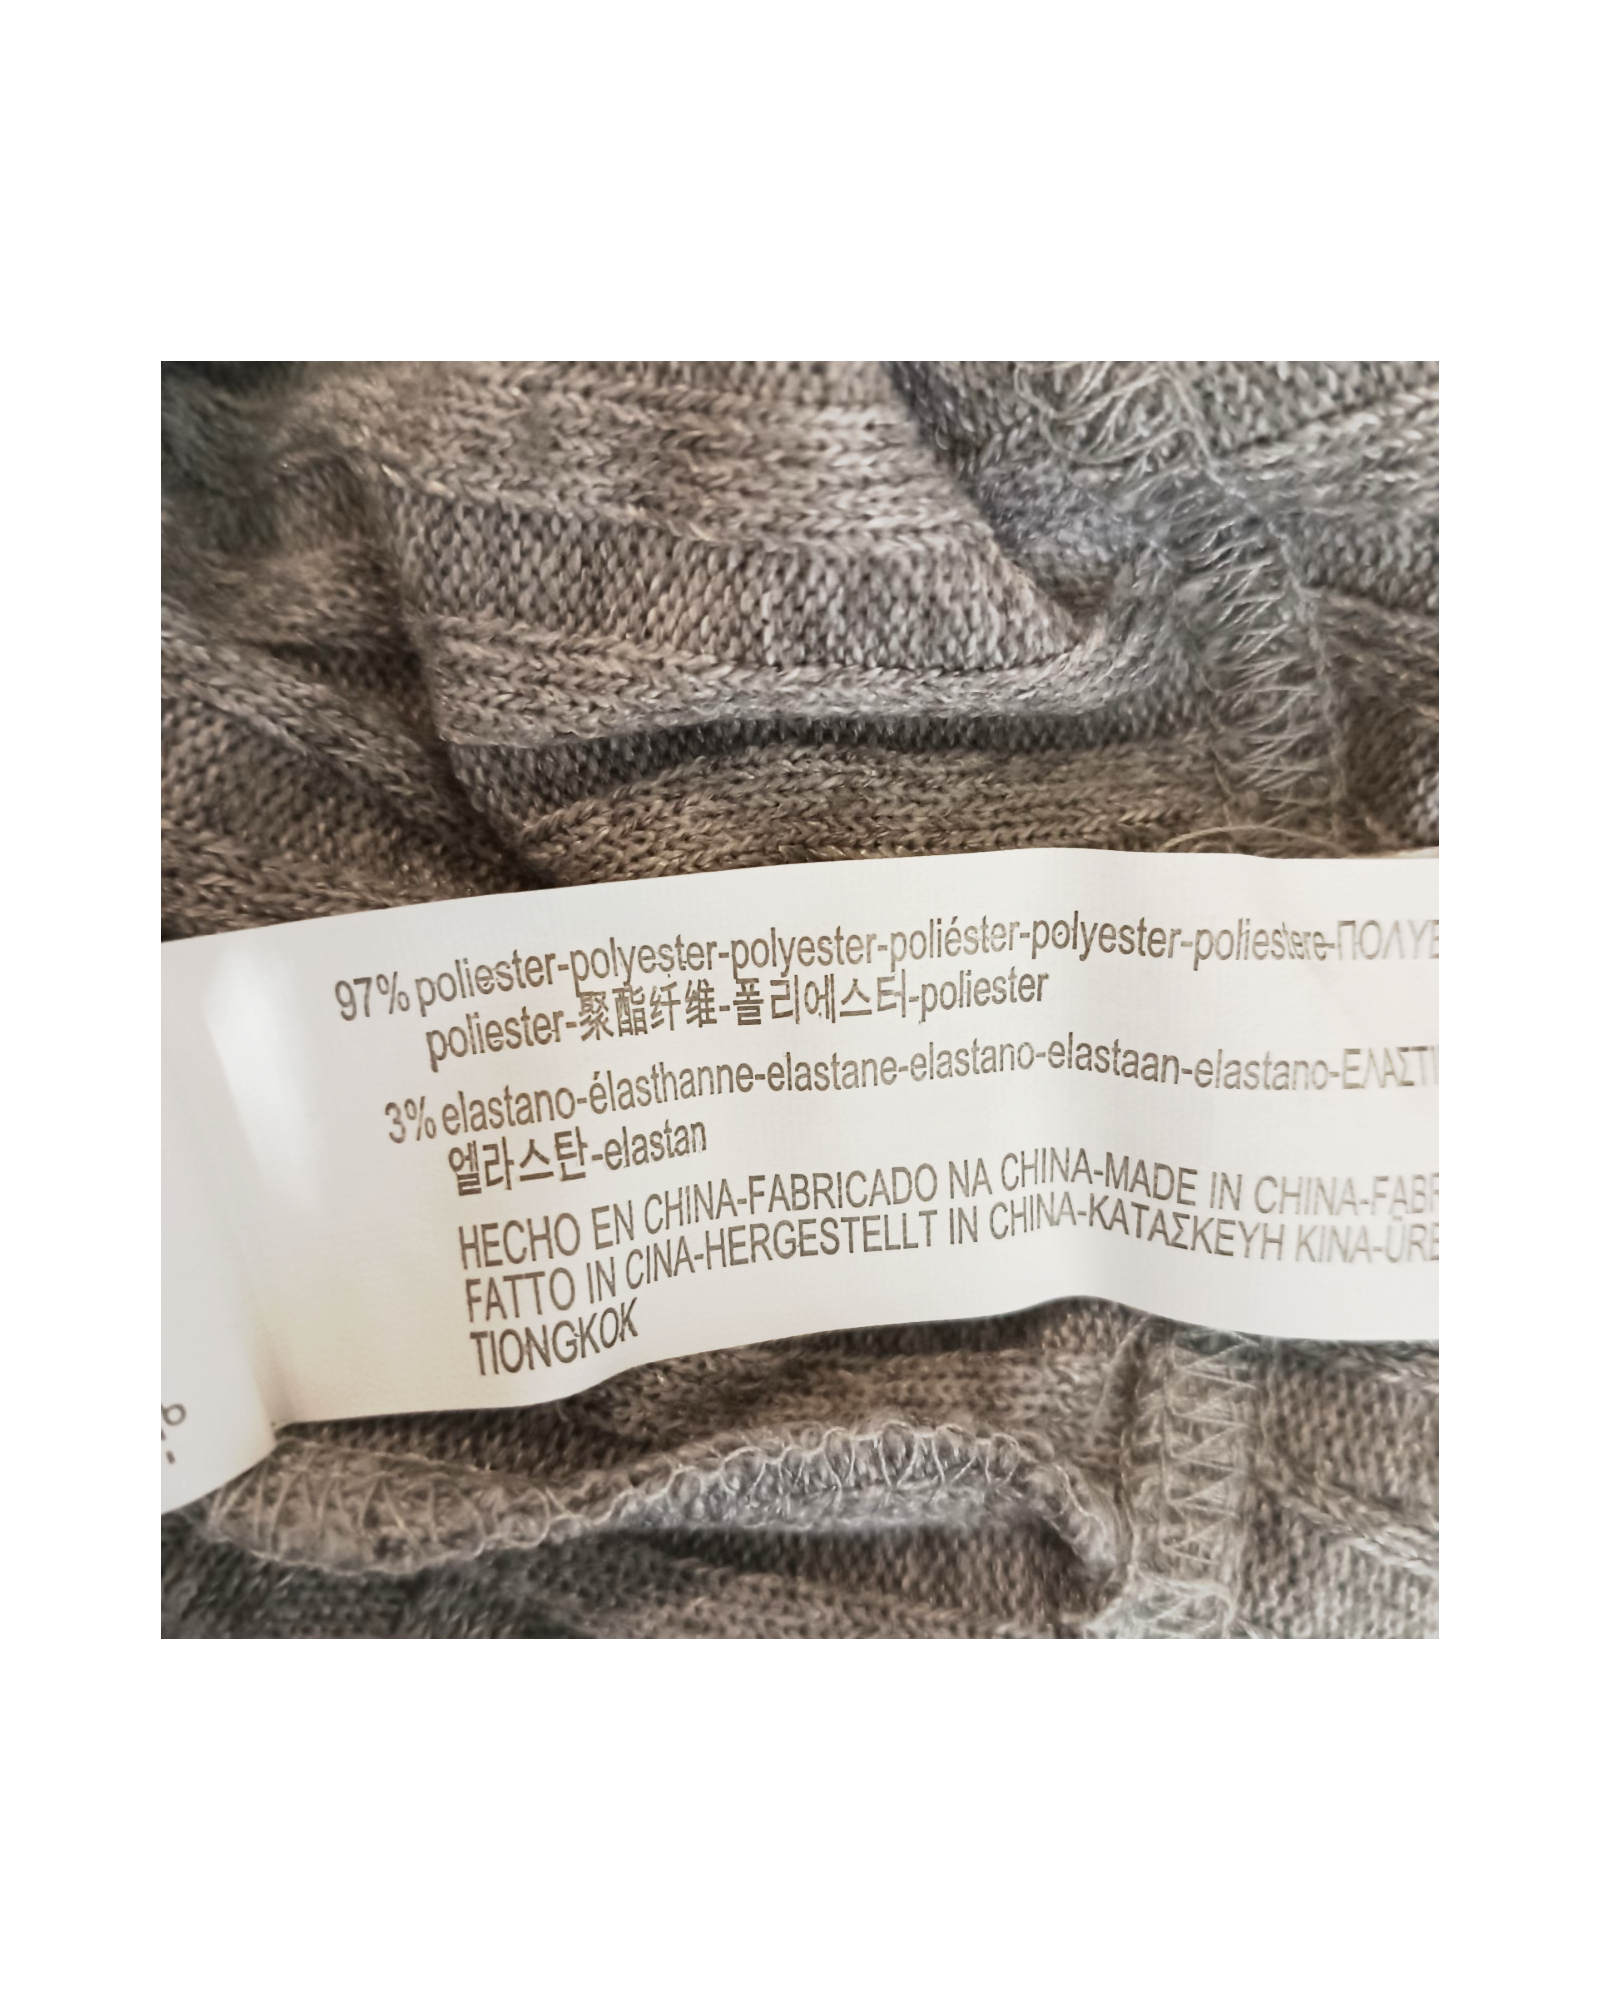 97% poliester-polyester-polyester-poliéster-polyester-poliestere-ΠΟΛΥΕ
poliester-聚酯纤维-폴리에스터-poliester
3% elastano-élasthanne-elastane-elastano-elastaan-elastano-ΕΛΑΣΤΙ
엘라스탄-elastan
HECHO EN CHINA-FABRICADO NA CHINA-MADE IN CHINA-FABR
FATTO IN CINA-HERGESTELLT IN CHINA-ΚΑΤΑΣΚΕΥΗ ΚΙΝΑ-ÜRE
TIONGKOK